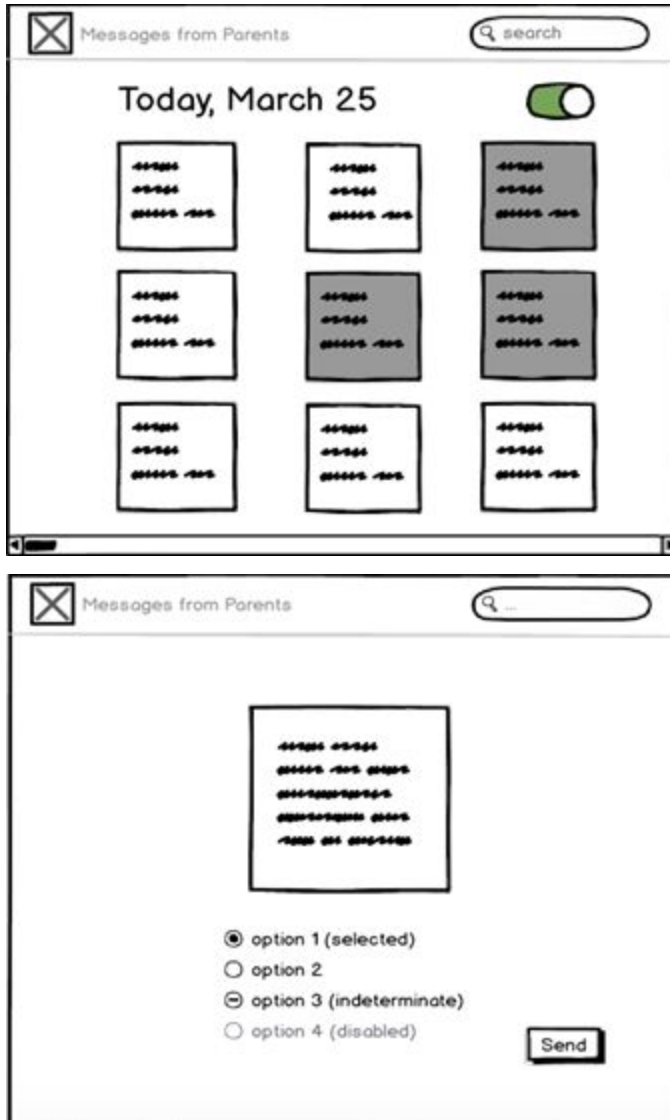 Messages from Parents
search
Today, March 25
Messages from Parents
...
option 1 (selected)
option 2
option 3 (indeterminate)
option 4 (disabled)
Send